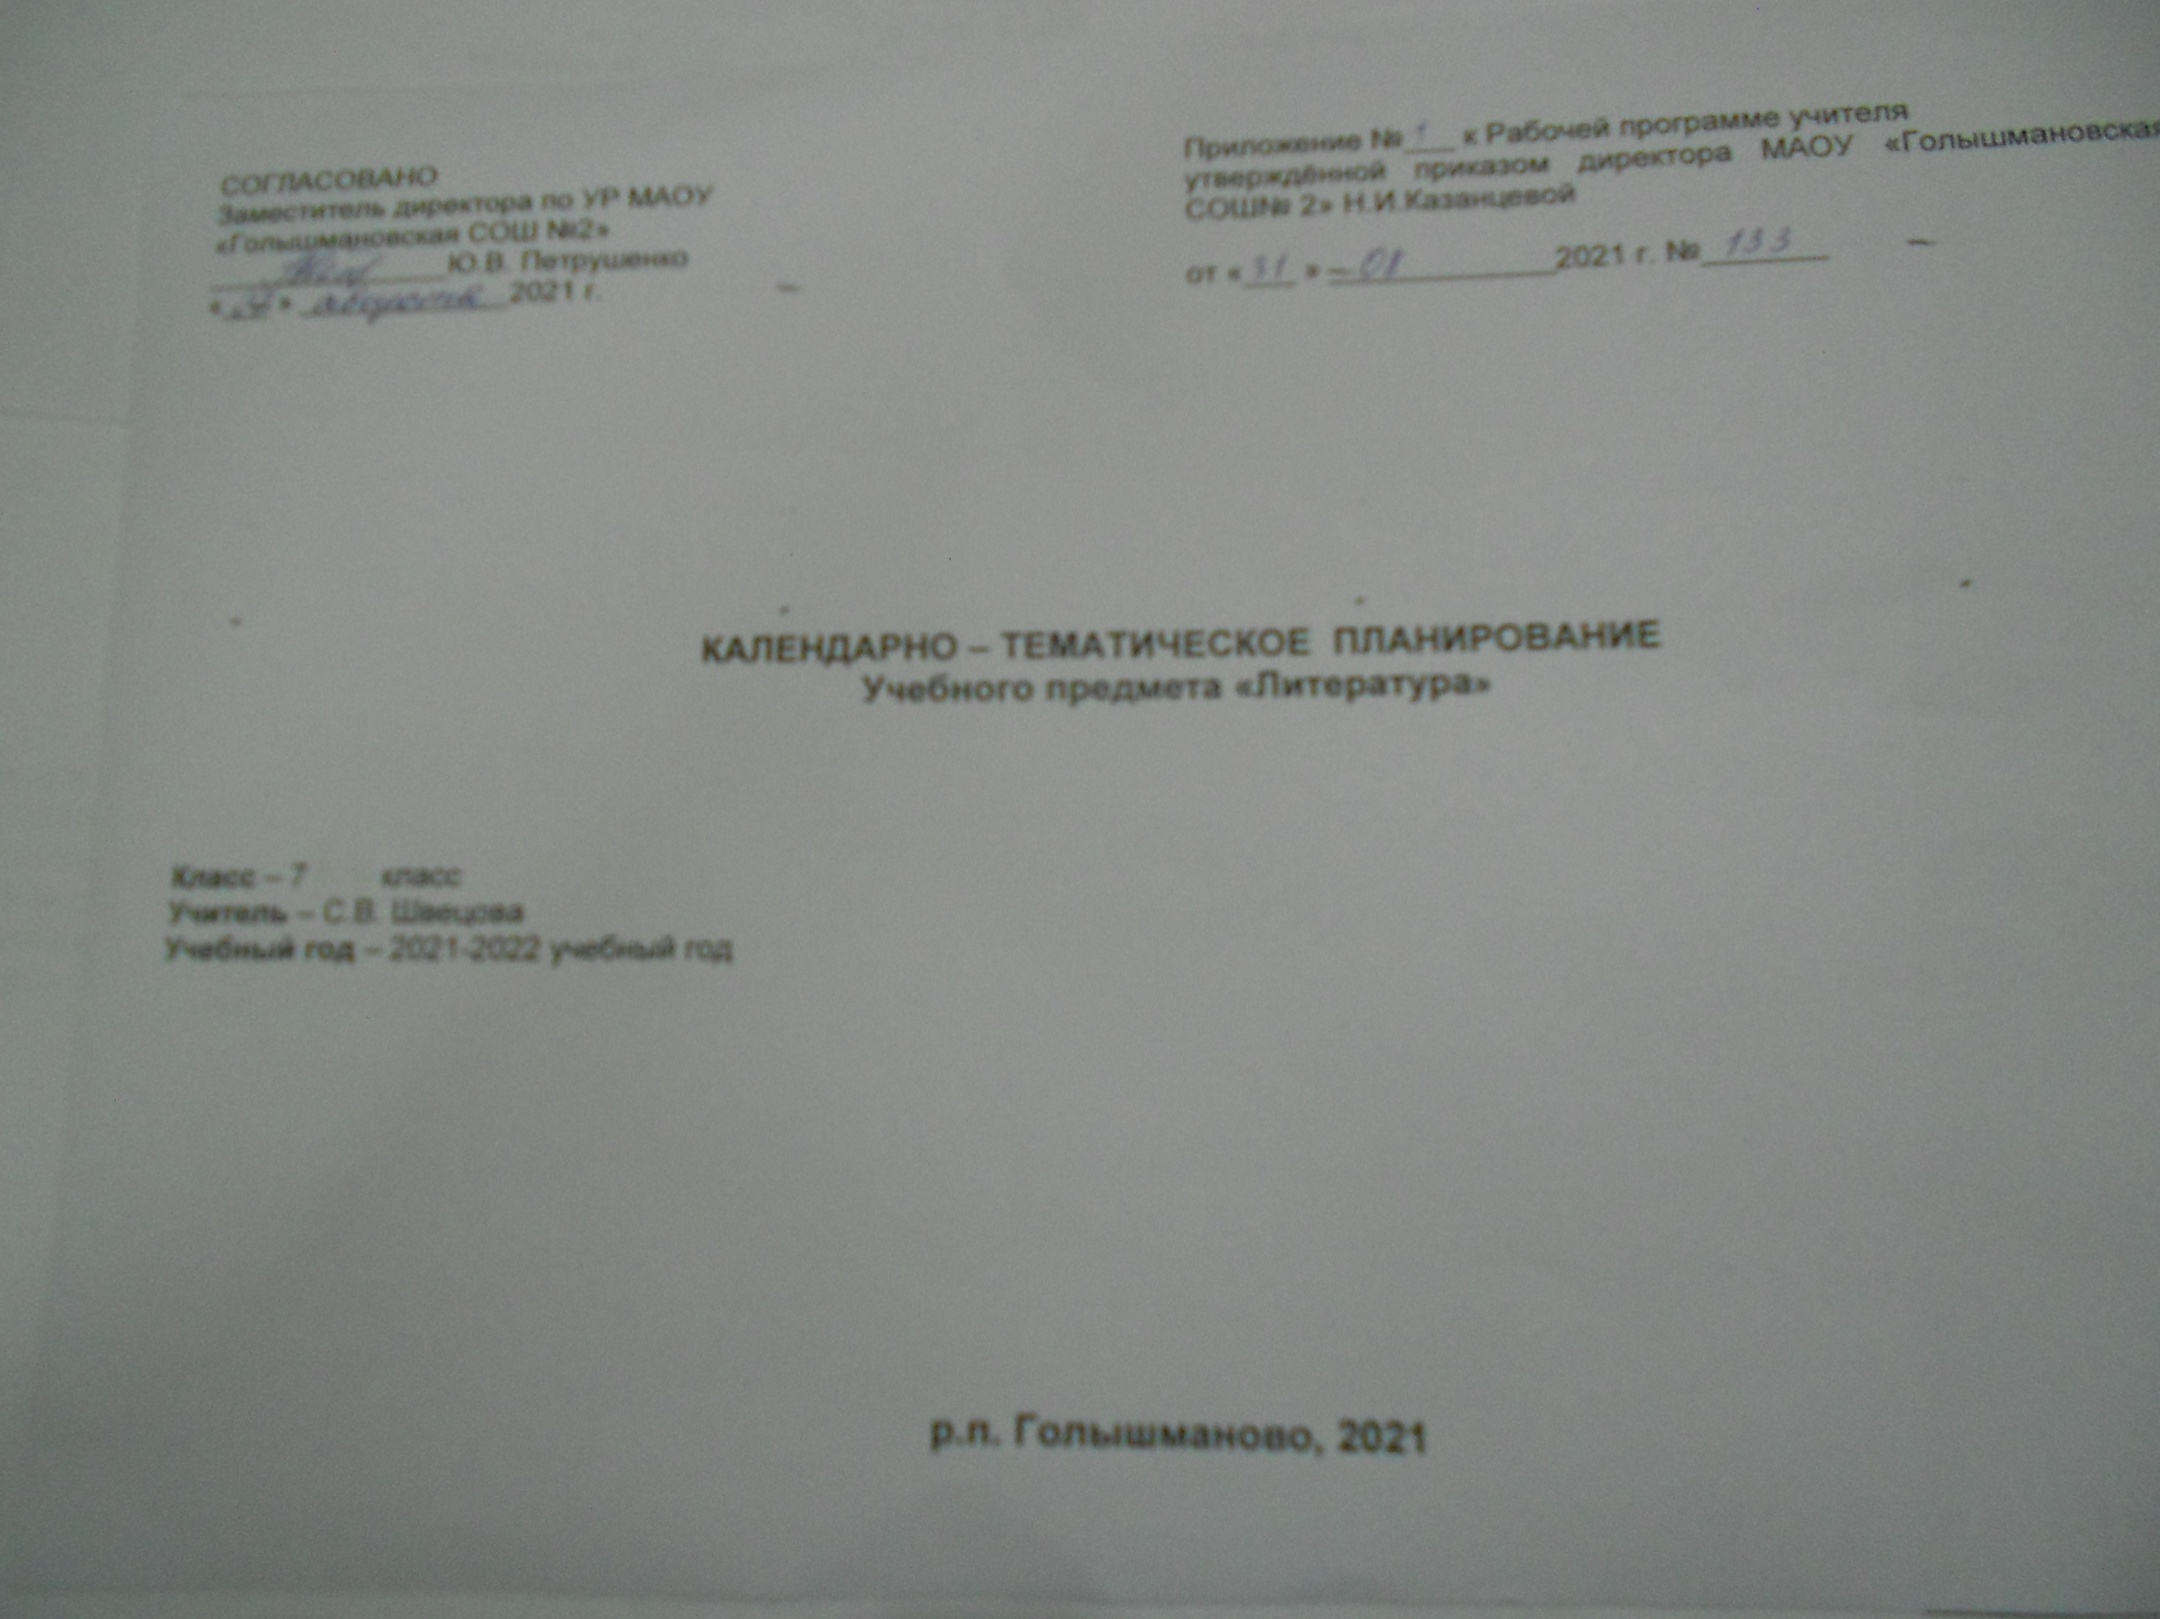 СОГЛАСОВАНО
Заместитель директора по УР МАОУ
«Голышмановская СОШ №2»
Ю.В. Петрушенко
« » августа 2021 г.
Приложение № 1 к Рабочей программе учителя
утверждённой приказом директора МАОУ «Голышмановская
СОШ№ 2» Н.И.Казанцевой
от « 31 » 08 2021 г. № 133
КАЛЕНДАРНО – ТЕМАТИЧЕСКОЕ ПЛАНИРОВАНИЕ
Учебного предмета «Литература»
Класс – 7 класс
Учитель – С.В. Швецова
Учебный год – 2021-2022 учебный год
р.п. Голышманово, 2021